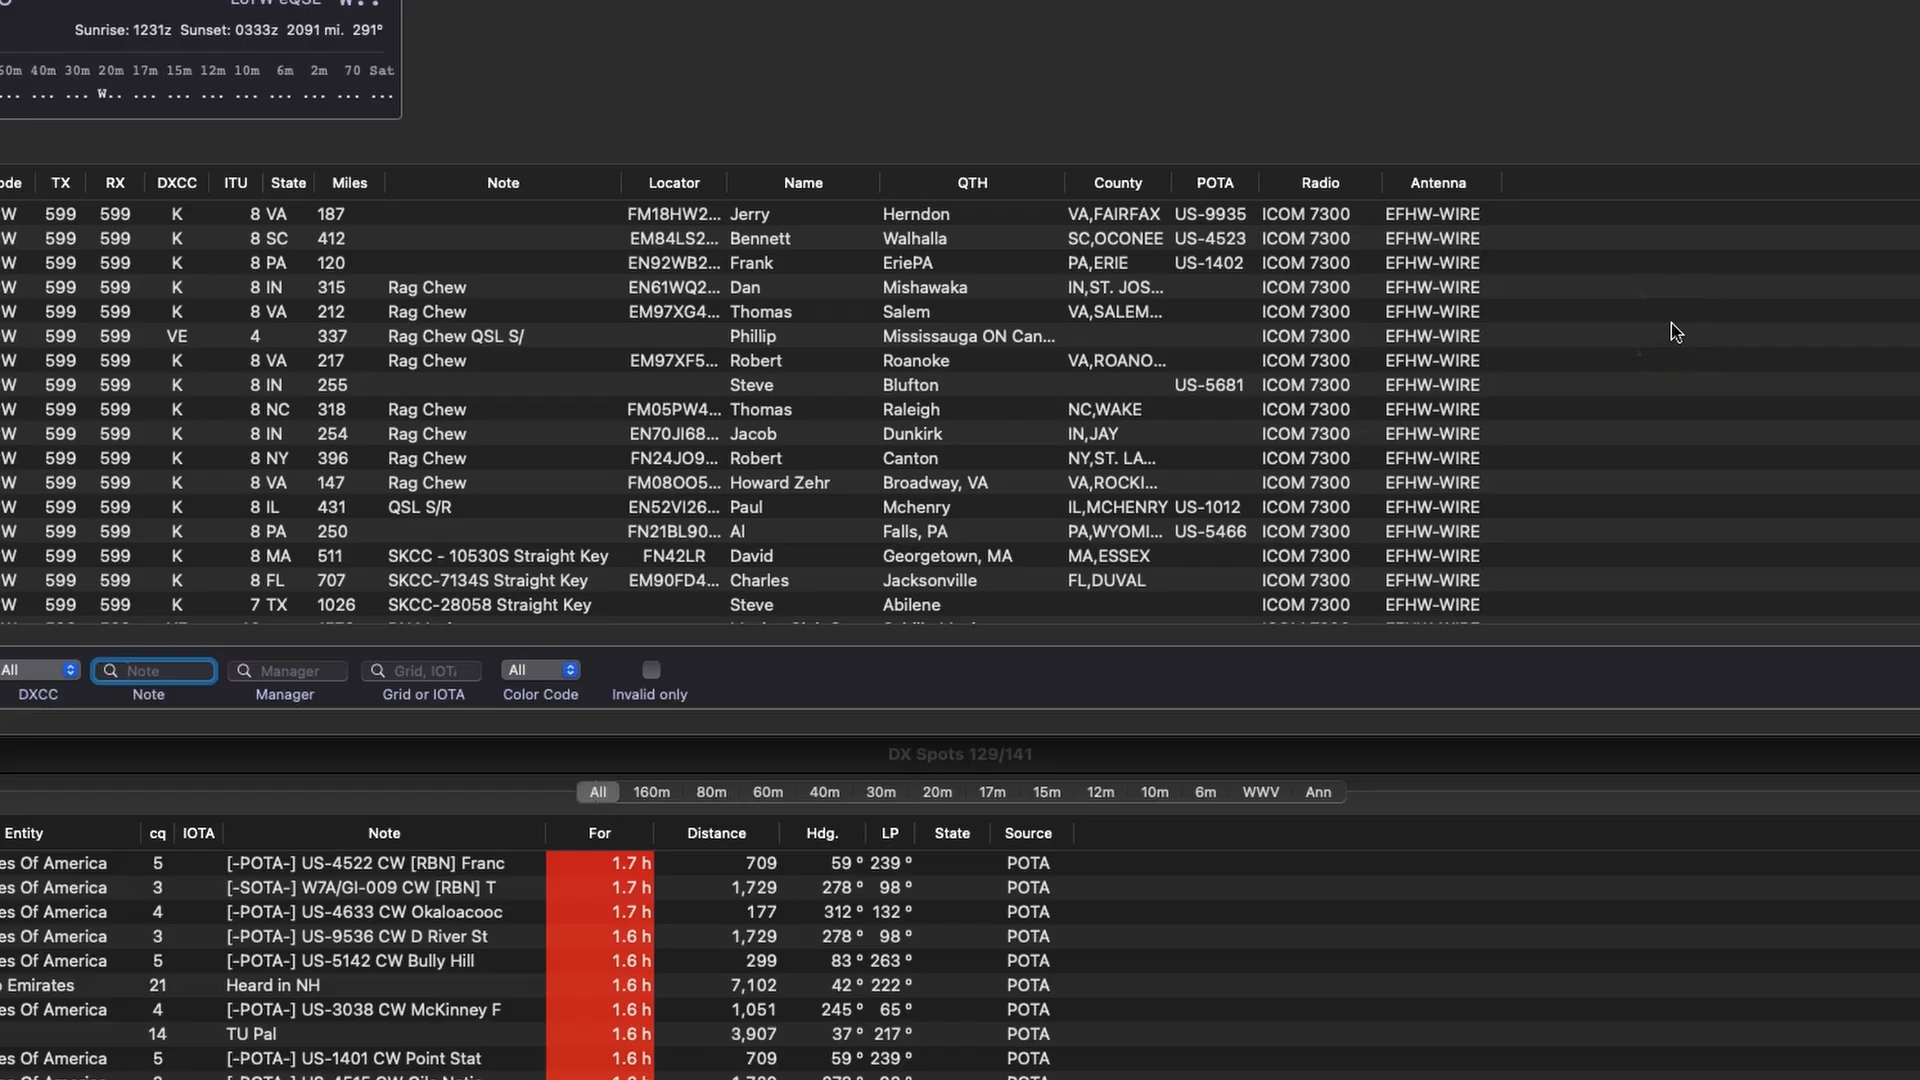 Sunrise: 1231z Sunset: 0333z 2091 mi. 291°
40m 30m 20m 17m 15m 12m 10m 6m 2m 70 Sat
... ... ... W.. ... ... ... ... ... ... ... ...
TX RX DXCC ITU State Miles Note Locator Name QTH County POTA Radio Antenna
W 599 599 K 8 VA 187 FM18HW2... Jerry Herndon VA,FAIRFAX US-9935 ICOM 7300 EFHW-WIRE
W 599 599 K 8 SC 412 EM84LS2... Bennett Walhalla SC,OCONEE US-4523 ICOM 7300 EFHW-WIRE
W 599 599 K 8 PA 120 EN92WB2... Frank EriePA PA,ERIE US-1402 ICOM 7300 EFHW-WIRE
W 599 599 K 8 IN 315 Rag Chew EN61WQ2... Dan Mishawaka IN,ST. JOS... ICOM 7300 EFHW-WIRE
W 599 599 K 8 VA 212 Rag Chew EM97XG4... Thomas Salem VA,SALEM... ICOM 7300 EFHW-WIRE
W 599 599 VE 4 337 Rag Chew QSL S/ Phillip Mississauga ON Can... ICOM 7300 EFHW-WIRE
W 599 599 K 8 VA 217 Rag Chew EM97XF5... Robert Roanoke VA,ROANO... ICOM 7300 EFHW-WIRE
W 599 599 K 8 IN 255 Steve Blufton US-5681 ICOM 7300 EFHW-WIRE
W 599 599 K 8 NC 318 Rag Chew FM05PW4... Thomas Raleigh NC,WAKE ICOM 7300 EFHW-WIRE
W 599 599 K 8 IN 254 Rag Chew EN70JI68... Jacob Dunkirk IN,JAY ICOM 7300 EFHW-WIRE
W 599 599 K 8 NY 396 Rag Chew FN24JO9... Robert Canton NY,ST. LA... ICOM 7300 EFHW-WIRE
W 599 599 K 8 VA 147 Rag Chew FM08OO5... Howard Zehr Broadway, VA VA,ROCKI... ICOM 7300 EFHW-WIRE
W 599 599 K 8 IL 431 QSL S/R EN52VI26... Paul Mchenry IL,MCHENRY US-1012 ICOM 7300 EFHW-WIRE
W 599 599 K 8 PA 250 FN21BL90... Al Falls, PA PA,WYOMI... US-5466 ICOM 7300 EFHW-WIRE
W 599 599 K 8 MA 511 SKCC - 10530S Straight Key FN42LR David Georgetown, MA MA,ESSEX ICOM 7300 EFHW-WIRE
W 599 599 K 8 FL 707 SKCC-7134S Straight Key EM90FD4... Charles Jacksonville FL,DUVAL ICOM 7300 EFHW-WIRE
W 599 599 K 7 TX 1026 SKCC-28058 Straight Key Steve Abilene ICOM 7300 EFHW-WIRE
All Note Manager Grid, IOT All
DXCC Note Manager Grid or IOTA Color Code Invalid only
DX Spots 129/141
All 160m 80m 60m 40m 30m 20m 17m 15m 12m 10m 6m WWV Ann
Entity cq IOTA Note For Distance Hdg. LP State Source
es Of America 5 [-POTA-] US-4522 CW [RBN] Franc 1.7 h 709 59 º 239 º POTA
es Of America 3 [-SOTA-] W7A/GI-009 CW [RBN] T 1.7 h 1,729 278 º 98 º POTA
es Of America 4 [-POTA-] US-4633 CW Okaloacooc 1.7 h 177 312 º 132 º POTA
es Of America 3 [-POTA-] US-9536 CW D River St 1.6 h 1,729 278 º 98 º POTA
es Of America 5 [-POTA-] US-5142 CW Bully Hill 1.6 h 299 83 º 263 º POTA
Emirates 21 Heard in NH 1.6 h 7,102 42 º 222 º POTA
es Of America 4 [-POTA-] US-3038 CW McKinney F 1.6 h 1,051 245 º 65 º POTA
14 TU Pal 1.6 h 3,907 37 º 217 º POTA
es Of America 5 [-POTA-] US-1401 CW Point Stat 1.6 h 709 59 º 239 º POTA